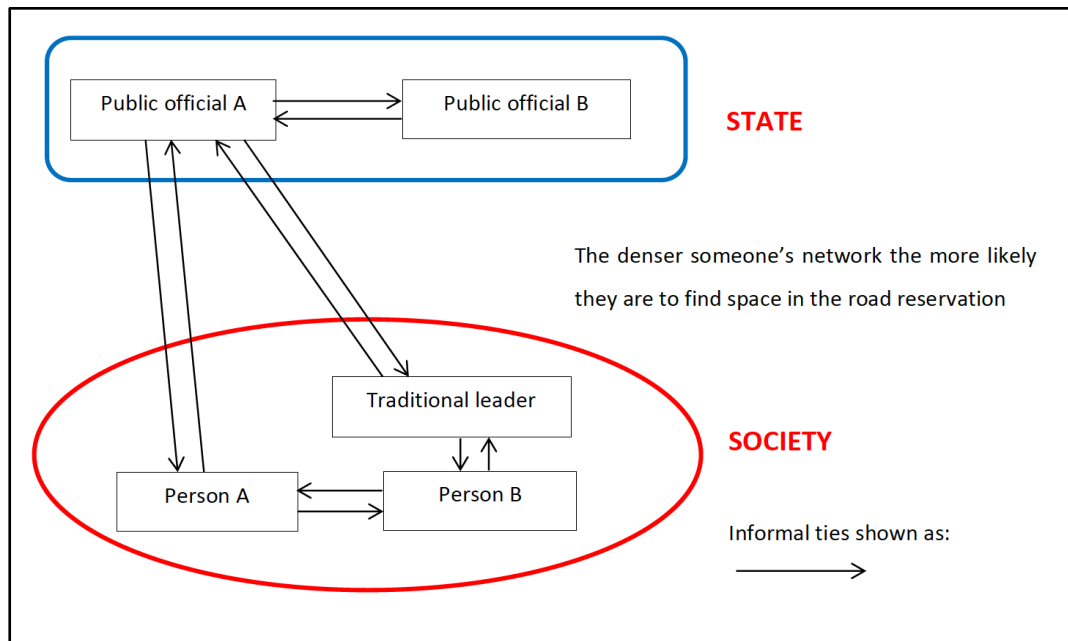 Public official A
Public official B
STATE
The denser someone’s network the more likely
they are to find space in the road reservation
Traditional leader
SOCIETY
Person A
Person B
Informal ties shown as: